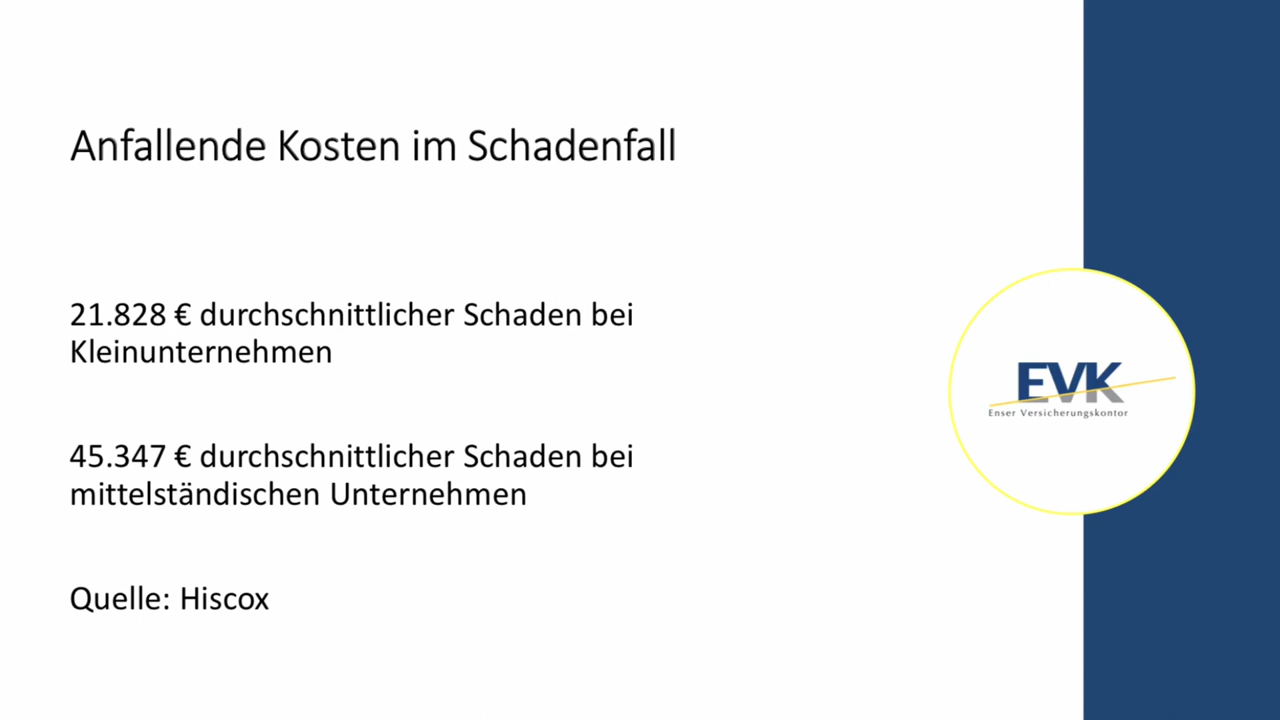 Anfallende Kosten im Schadenfall
21.828 € durchschnittlicher Schaden bei
Kleinunternehmen
45.347 € durchschnittlicher Schaden bei
mittelständischen Unternehmen
Quelle: Hiscox
EVK
Enser Versicherungskontor